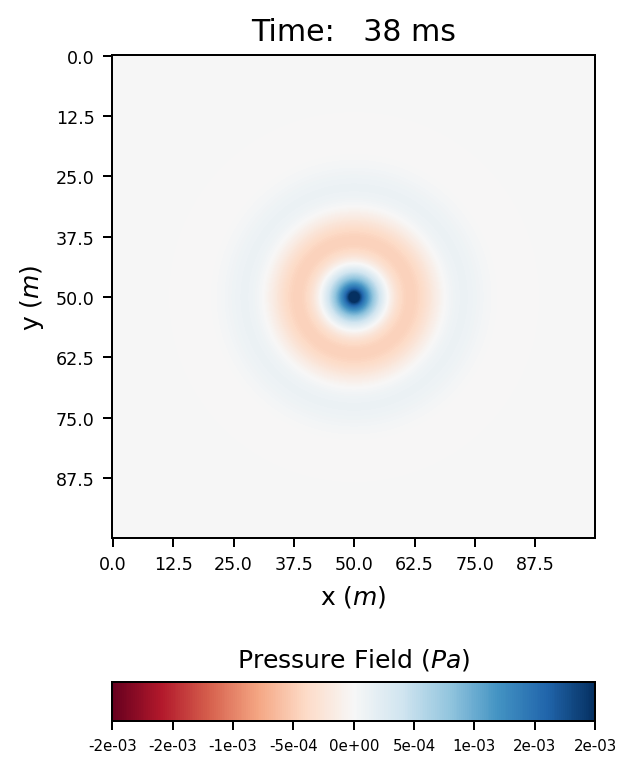 Time: 38 ms
0.0
12.5
25.0
37.5
50.0
62.5
75.0
87.5
y (m)
0.0 12.5 25.0 37.5 50.0 62.5 75.0 87.5
x (m)
Pressure Field (Pa)
-2e-03 -2e-03 -1e-03 -5e-04 0e+00 5e-04 1e-03 2e-03 2e-03